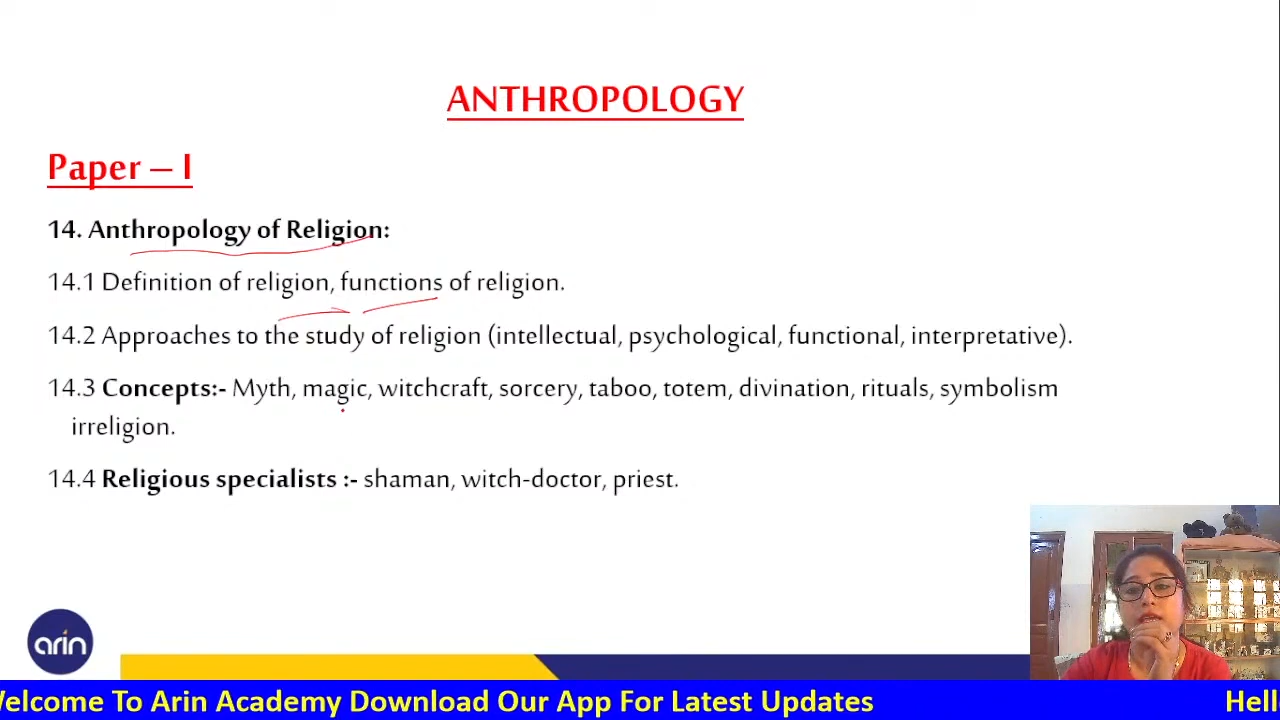 ANTHROPOLOGY
Paper – I
14. Anthropology of Religion:
14.1 Definition of religion, functions of religion.
14.2 Approaches to the study of religion (intellectual, psychological, functional, interpretative).
14.3 Concepts:- Myth, magic, witchcraft, sorcery, taboo, totem, divination, rituals, symbolism
irreligion.
14.4 Religious specialists :- shaman, witch-doctor, priest.
arin
Welcome To Arin Academy Download Our App For Latest Updates Hell